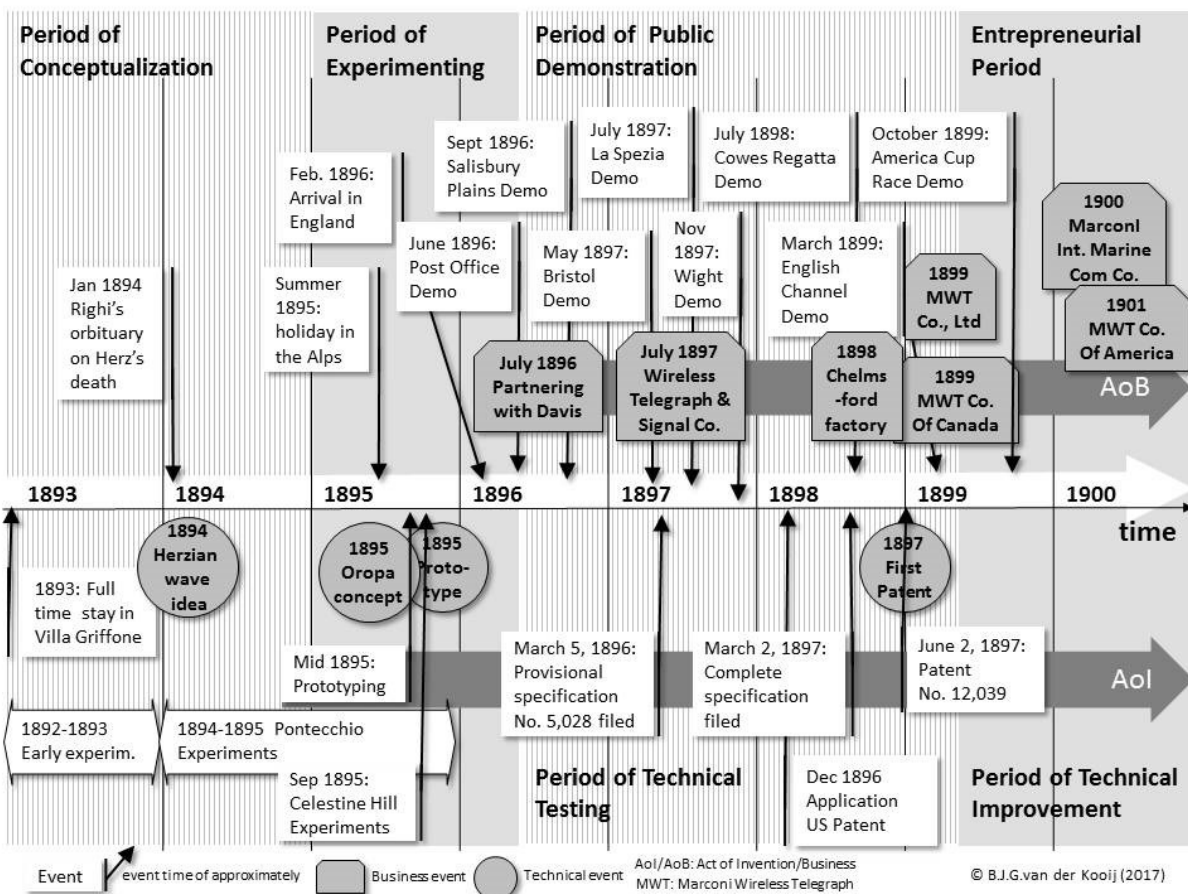 Period of
Conceptualization
Period of
Experimenting
Period of Public
Demonstration
Entrepreneurial
Period
Jan 1894
Righi's
orbituary
on Herz's
death
Feb. 1896:
Arrival in
England
Summer
1895:
holiday in
the Alps
Sept 1896:
Salisbury
Plains Demo
June 1896:
Post Office
Demo
July 1897:
La Spezia
Demo
May 1897:
Bristol
Demo
Nov
1897:
Wight
Demo
July 1898:
Cowes Regatta
Demo
March 1899:
English
Channel
Demo
October 1899:
America Cup
Race Demo
July 1896
Partnering
with Davis
July 1897
Wireless
Telegraph &
Signal Co.
1898
Chelms
-ford
factory
1899
MWT
Co., Ltd
1899
MWT Co.
Of Canada
1900
MarconI
Int. Marine
Com Co.
1901
MWT Co.
Of America
AoB
1893
1894
1895
1896
1897
1898
1899
1900
time
1894
Herzian
wave
idea
1895
Oropa
concept
1895
Proto-
type
1897
First
Patent
1893: Full
time stay in
Villa Griffone
Mid 1895:
Prototyping
March 5, 1896:
Provisional
specification
No. 5,028 filed
March 2, 1897:
Complete
specification
filed
June 2, 1897:
Patent
No. 12,039
AoI
1892-1893
Early experim.
1894-1895 Pontecchio
Experiments
Sep 1895:
Celestine Hill
Experiments
Period of Technical
Testing
Dec 1896
Application
US Patent
Period of Technical
Improvement
Event
event time of approximately
Business event
Technical event
AoI/AoB: Act of Invention/Business
MWT: Marconi Wireless Telegraph
© B.J.G.van der Kooij (2017)